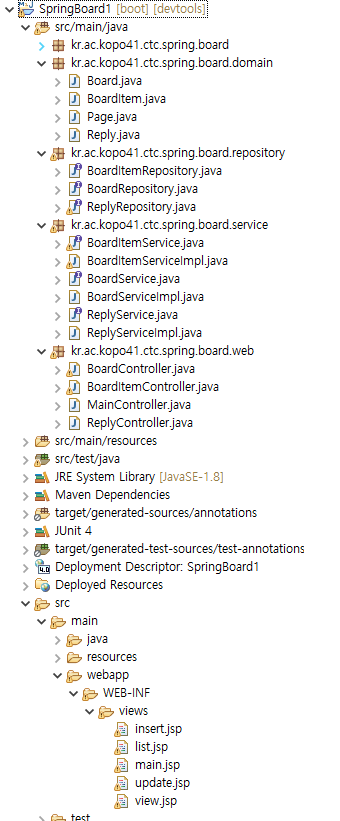 SpringBoard1 [boot] [devtools]
src/main/java
kr.ac.kopo41.ctc.spring.board
kr.ac.kopo41.ctc.spring.board.domain
Board.java
BoardItem.java
Page.java
Reply.java
kr.ac.kopo41.ctc.spring.board.repository
BoardItemRepository.java
BoardRepository.java
ReplyRepository.java
kr.ac.kopo41.ctc.spring.board.service
BoardItemService.java
BoardItemServiceImpl.java
BoardService.java
BoardServiceImpl.java
ReplyService.java
ReplyServiceImpl.java
kr.ac.kopo41.ctc.spring.board.web
BoardController.java
BoardItemController.java
MainController.java
ReplyController.java
src/main/resources
src/test/java
JRE System Library [JavaSE-1.8]
Maven Dependencies
target/generated-sources/annotations
JUnit 4
target/generated-test-sources/test-annotations
Deployment Descriptor: SpringBoard1
Deployed Resources
src
main
java
resources
webapp
WEB-INF
views
insert.jsp
list.jsp
main.jsp
update.jsp
view.jsp
test